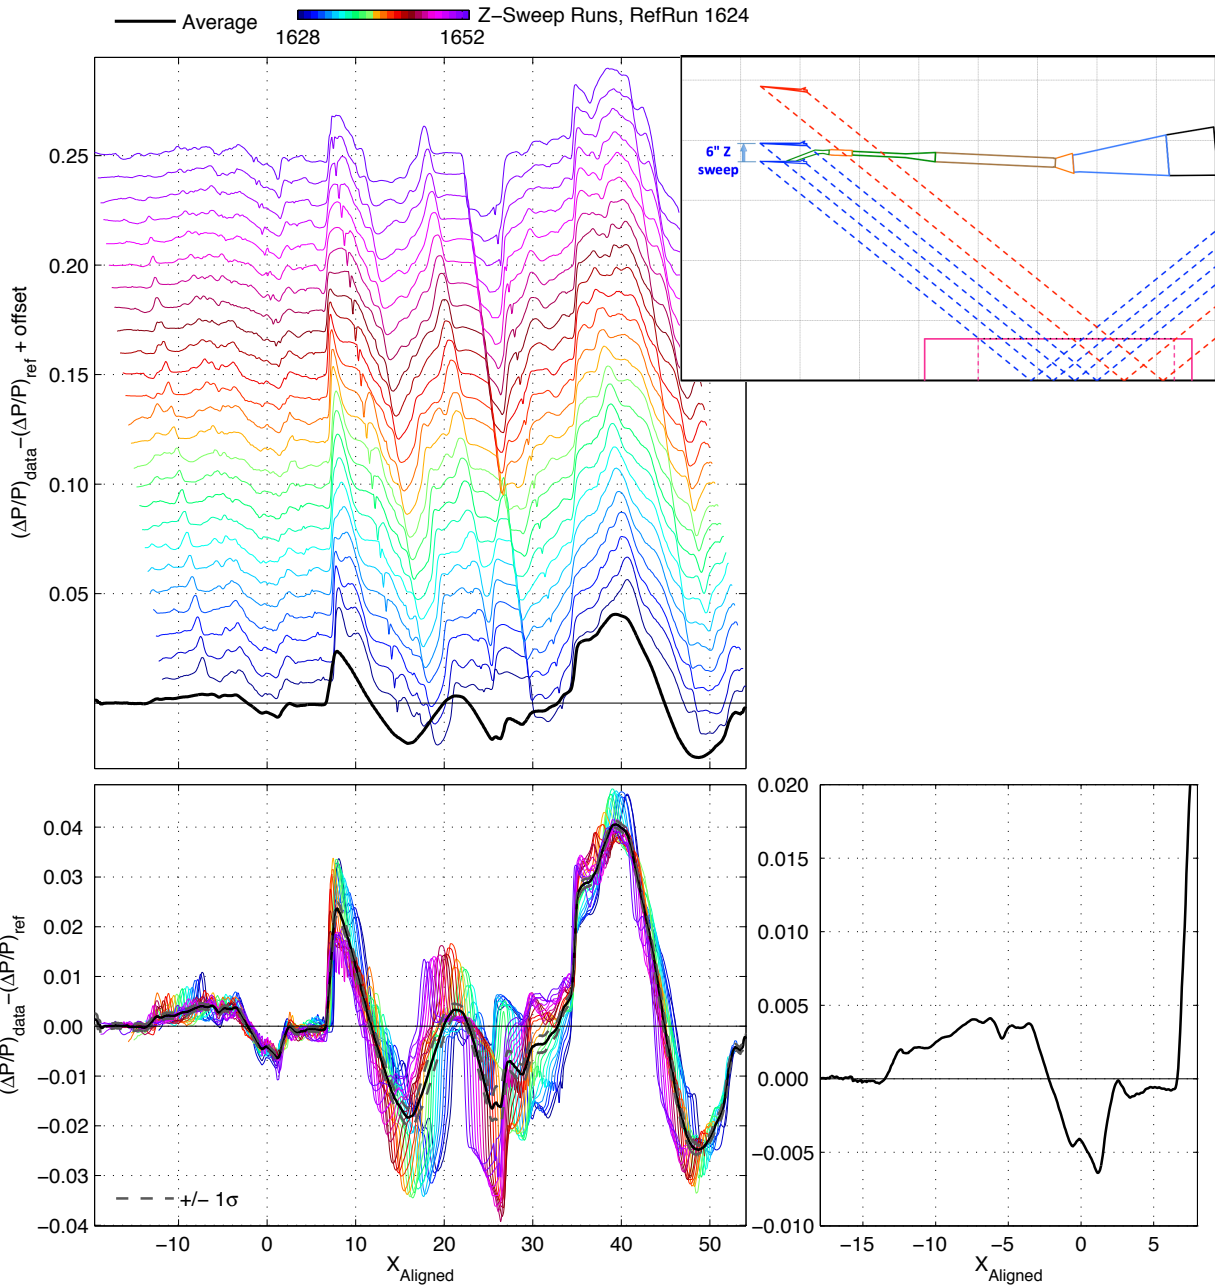 Average
Z−Sweep Runs, RefRun 1624
1628
1652
(ΔP/P)data−(ΔP/P)ref + offset
0.25
0.20
0.15
0.10
0.05
6" Z
sweep
(ΔP/P)data−(ΔP/P)ref
0.04
0.03
0.02
0.01
0.00
−0.01
−0.02
−0.03
−0.04
+/− 1σ
−10 0 10 20 30 40 50
XAligned
0.020
0.015
0.010
0.005
0.000
−0.005
−0.010
−15 −10 −5 0 5
XAligned